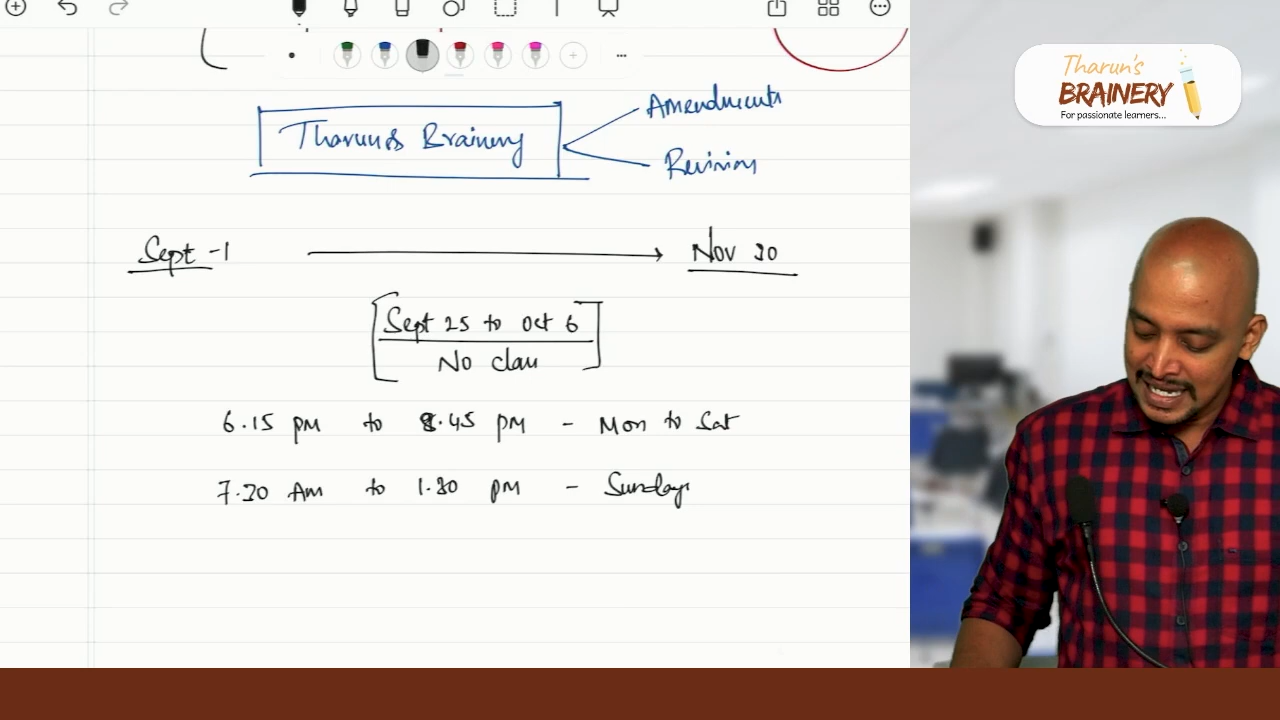 Tharun's
BRAINERY
For passionate learners...
Tharun's Brainery
Amendments
Revision
Sept -1 Nov 30
Sept 25 to Oct 6
No class
6.15 PM to 8.45 PM - Mon to Sat
7.30 Am to 1.30 PM - Sundays